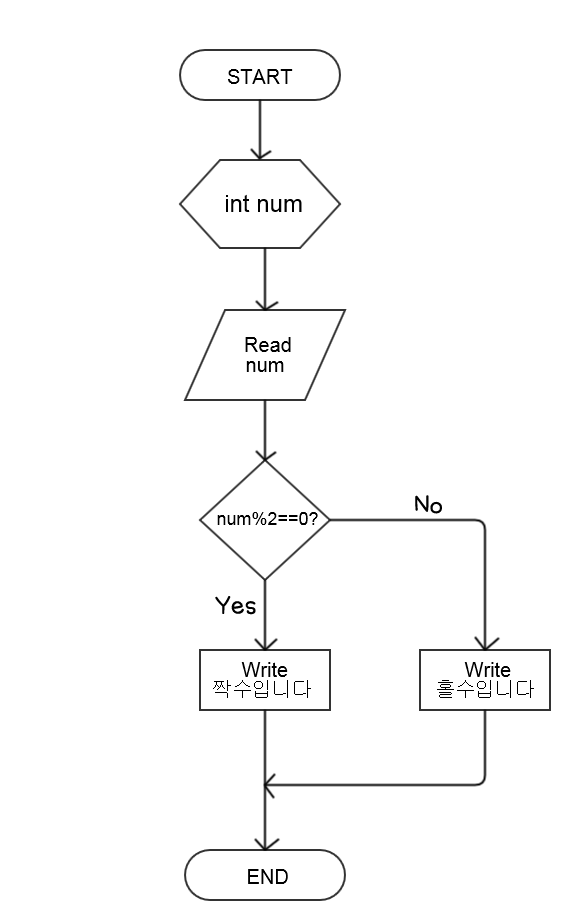 START
int num
Read
num
num%2==0?
No
Yes
Write
짝수입니다
Write
홀수입니다
END